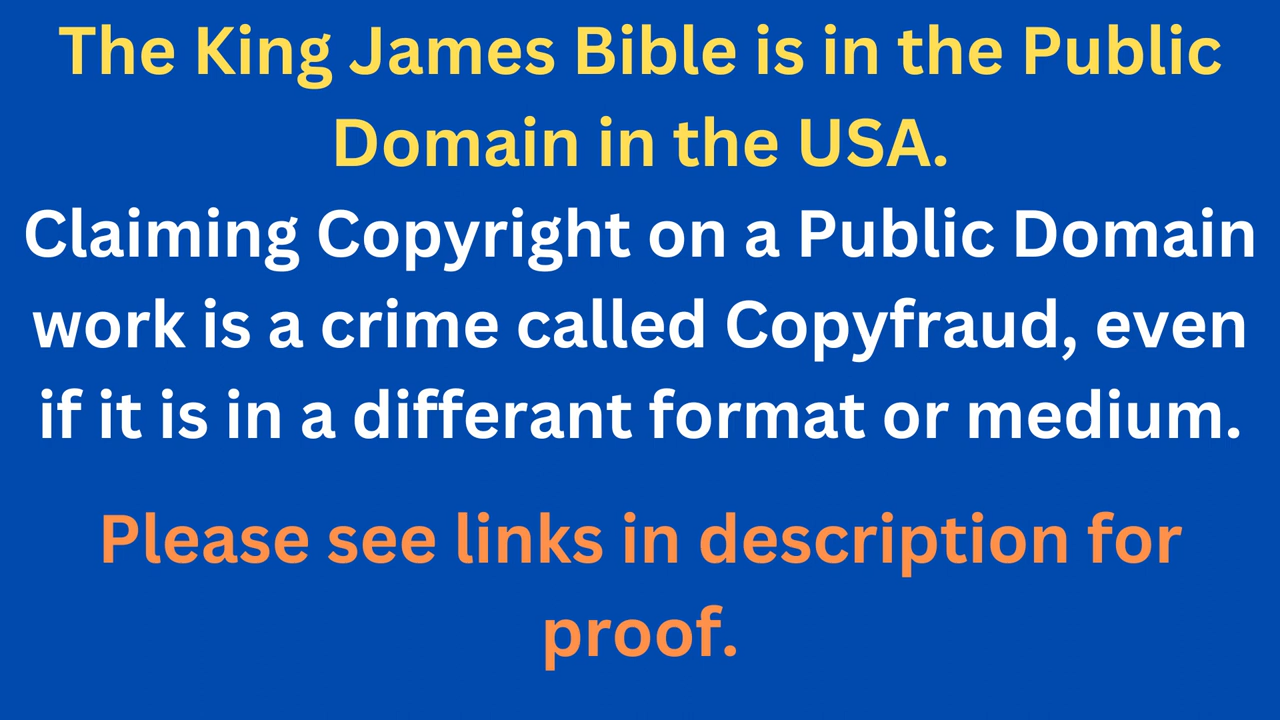 The King James Bible is in the Public
Domain in the USA.
Claiming Copyright on a Public Domain
work is a crime called Copyfraud, even
if it is in a differant format or medium.
Please see links in description for
proof.